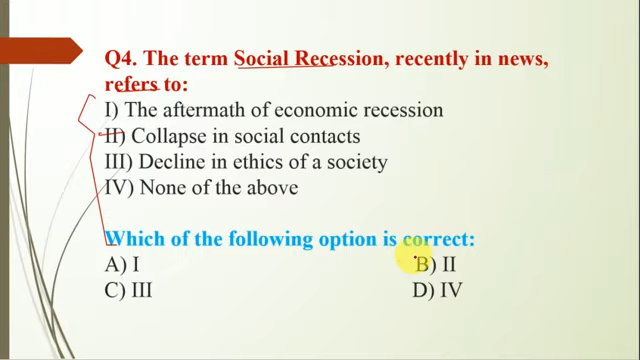 Q4. The term Social Recession, recently in news,
refers to:
I) The aftermath of economic recession
II) Collapse in social contacts
III) Decline in ethics of a society
IV) None of the above
Which of the following option is correct:
A) I B) II
C) III D) IV